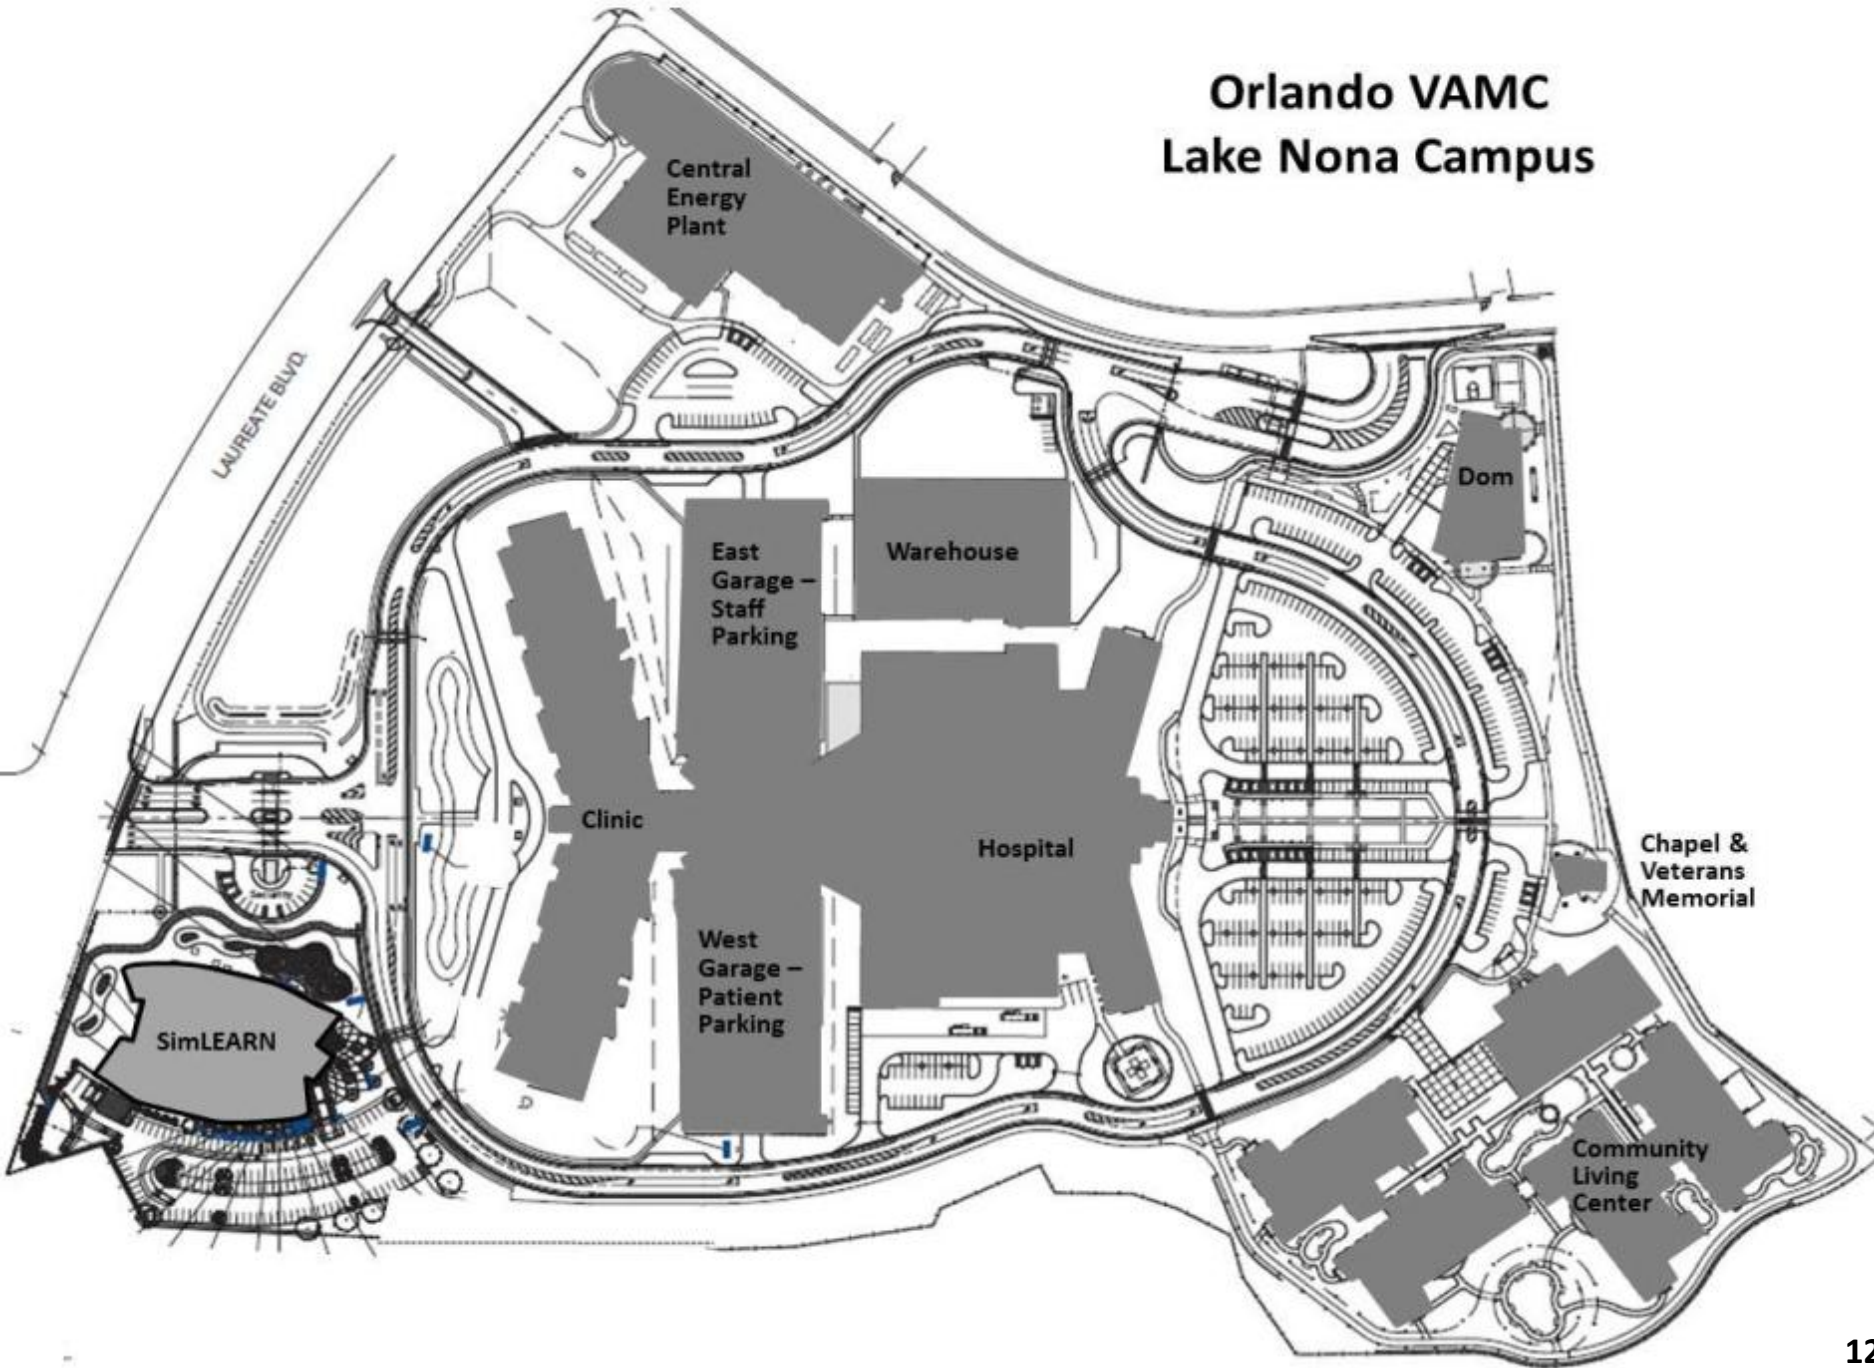 Orlando VAMC
Lake Nona Campus
Central
Energy
Plant
LAUREATE BLVD.
Dom
East
Garage –
Staff
Parking
Warehouse
Clinic
Hospital
Chapel &
Veterans
Memorial
West
Garage –
Patient
Parking
SimLEARN
Community
Living
Center
12